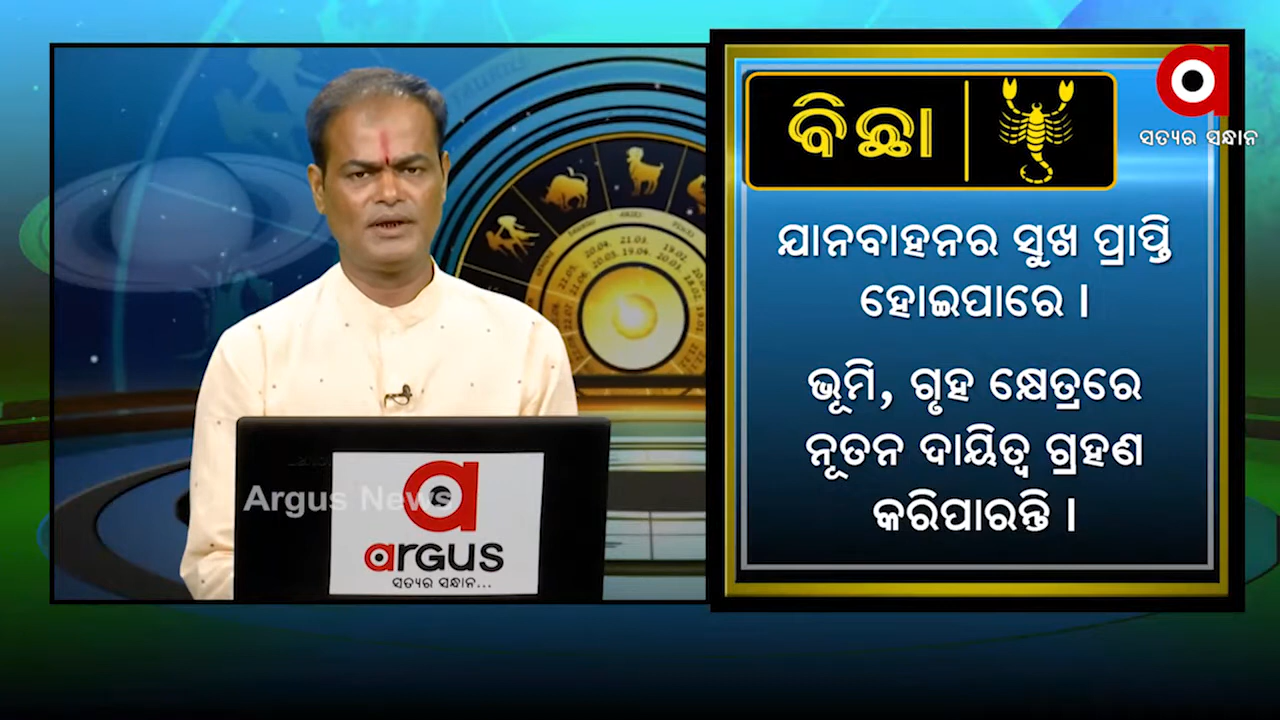 ବିଛା
ସତ୍ୟର ସନ୍ଧାନ
ଯାନବାହନର ସୁଖ ପ୍ରାପ୍ତି
ହୋଇପାରେ ।
ଭୂମି, ଗୃହ କ୍ଷେତ୍ରରେ
ନୂତନ ଦାୟିତ୍ୱ ଗ୍ରହଣ
କରିପାରନ୍ତି ।
Argus News
ARGUS
ସତ୍ୟର ସନ୍ଧାନ...